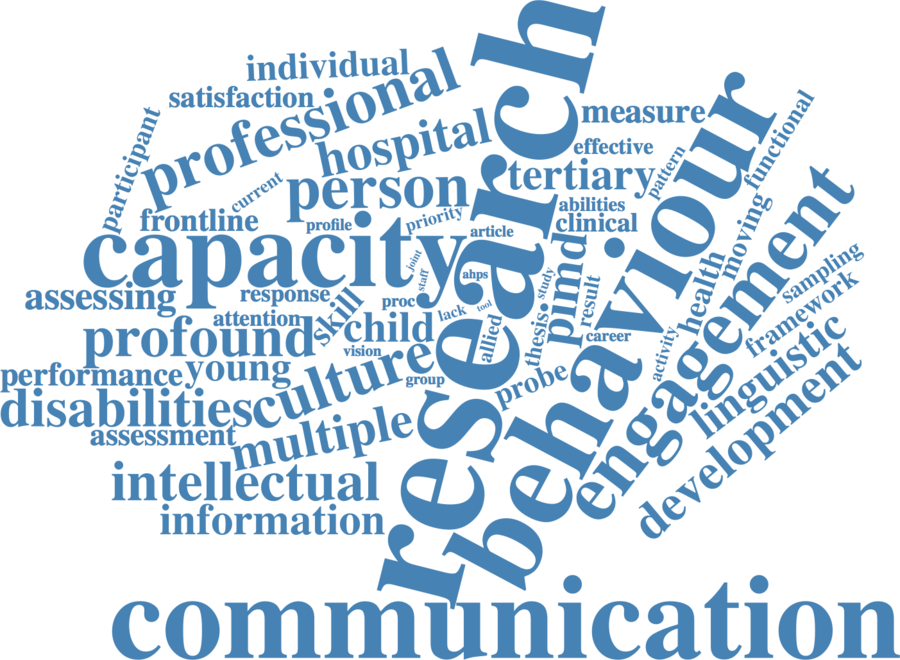 individual
satisfaction
professional
participant
hospital
research
measure
effective
tertiary
pattern
functional
behaviour
current
person
frontline
profile
priority
article
abilities
clinical
capacity
joint
staff
ahps
pimd
moving
health
engagement
assessing
response
skill
proc
lack
tool
study
result
sampling
framework
attention
profound
child
vision
allied
thesis
career
activity
linguistic
performance
young
culture
group
probe
disabilities
assessment
multiple
development
intellectual
information
communication